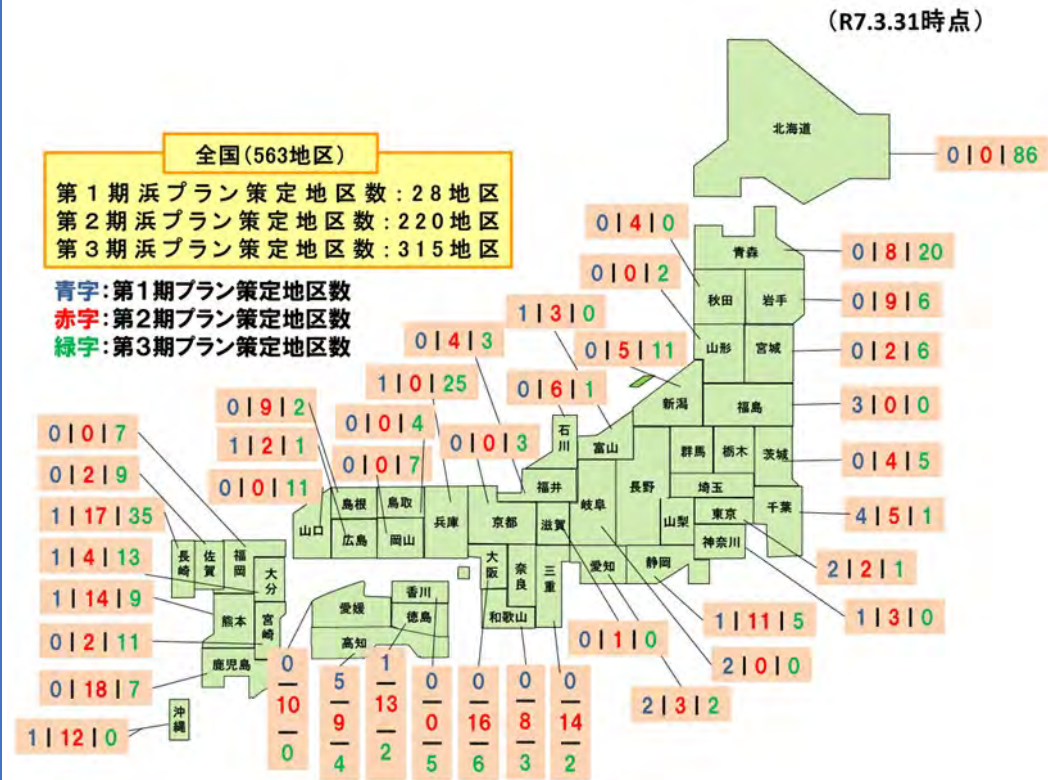 (R7.3.31時点)
全国(563地区)
第1期浜プラン策定地区数:28地区
第2期浜プラン策定地区数:220地区
第3期浜プラン策定地区数:315地区
青字:第1期プラン策定地区数
赤字:第2期プラン策定地区数
緑字:第3期プラン策定地区数
北海道
0|0|86
0|4|0
青森
0|8|20
0|0|2
秋田
岩手
0|9|6
1|3|0
山形
宮城
0|2|6
0|4|3
0|5|11
新潟
福島
3|0|0
1|0|25
0|6|1
石川
富山
群馬
栃木
茨城
0|4|5
0|9|2
0|0|4
1|2|1
0|0|3
0|0|7
0|0|7
0|0|11
0|2|9
福井
岐阜
長野
埼玉
山梨
東京
千葉
4|5|1
神奈川
島根
鳥取
兵庫
京都
滋賀
山口
広島
岡山
1|17|35
長崎
佐賀
福岡
大分
大阪
奈良
三重
愛知
静岡
2|2|1
1|4|13
香川
愛媛
徳島
和歌山
高知
1|14|9
熊本
宮崎
1|11|5
1|3|0
0|1|0
0|2|11
鹿児島
2|0|0
0|18|7
2|3|2
沖縄
1|12|0
0
10
0
5
9
4
1
13
2
0
0
5
0
16
6
0
8
3
0
14
2